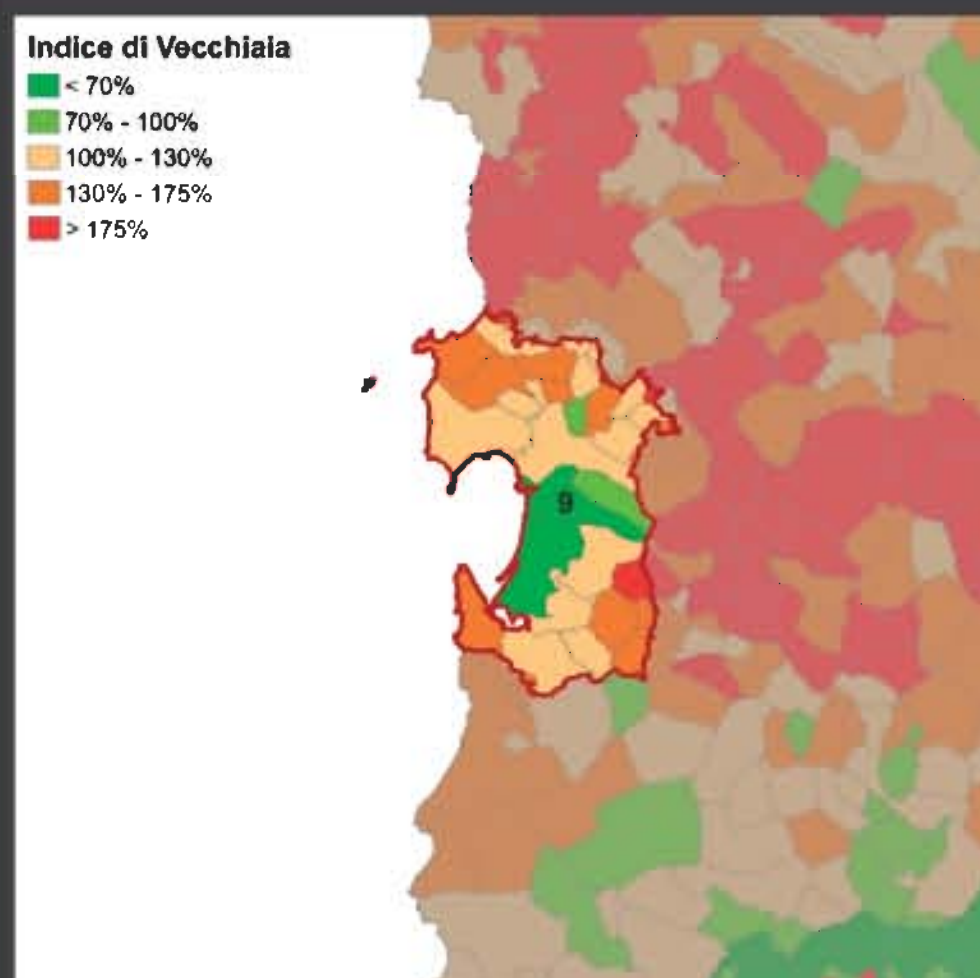 Indice di Vecchiaia
< 70%
70% - 100%
100% - 130%
130% - 175%
> 175%
9